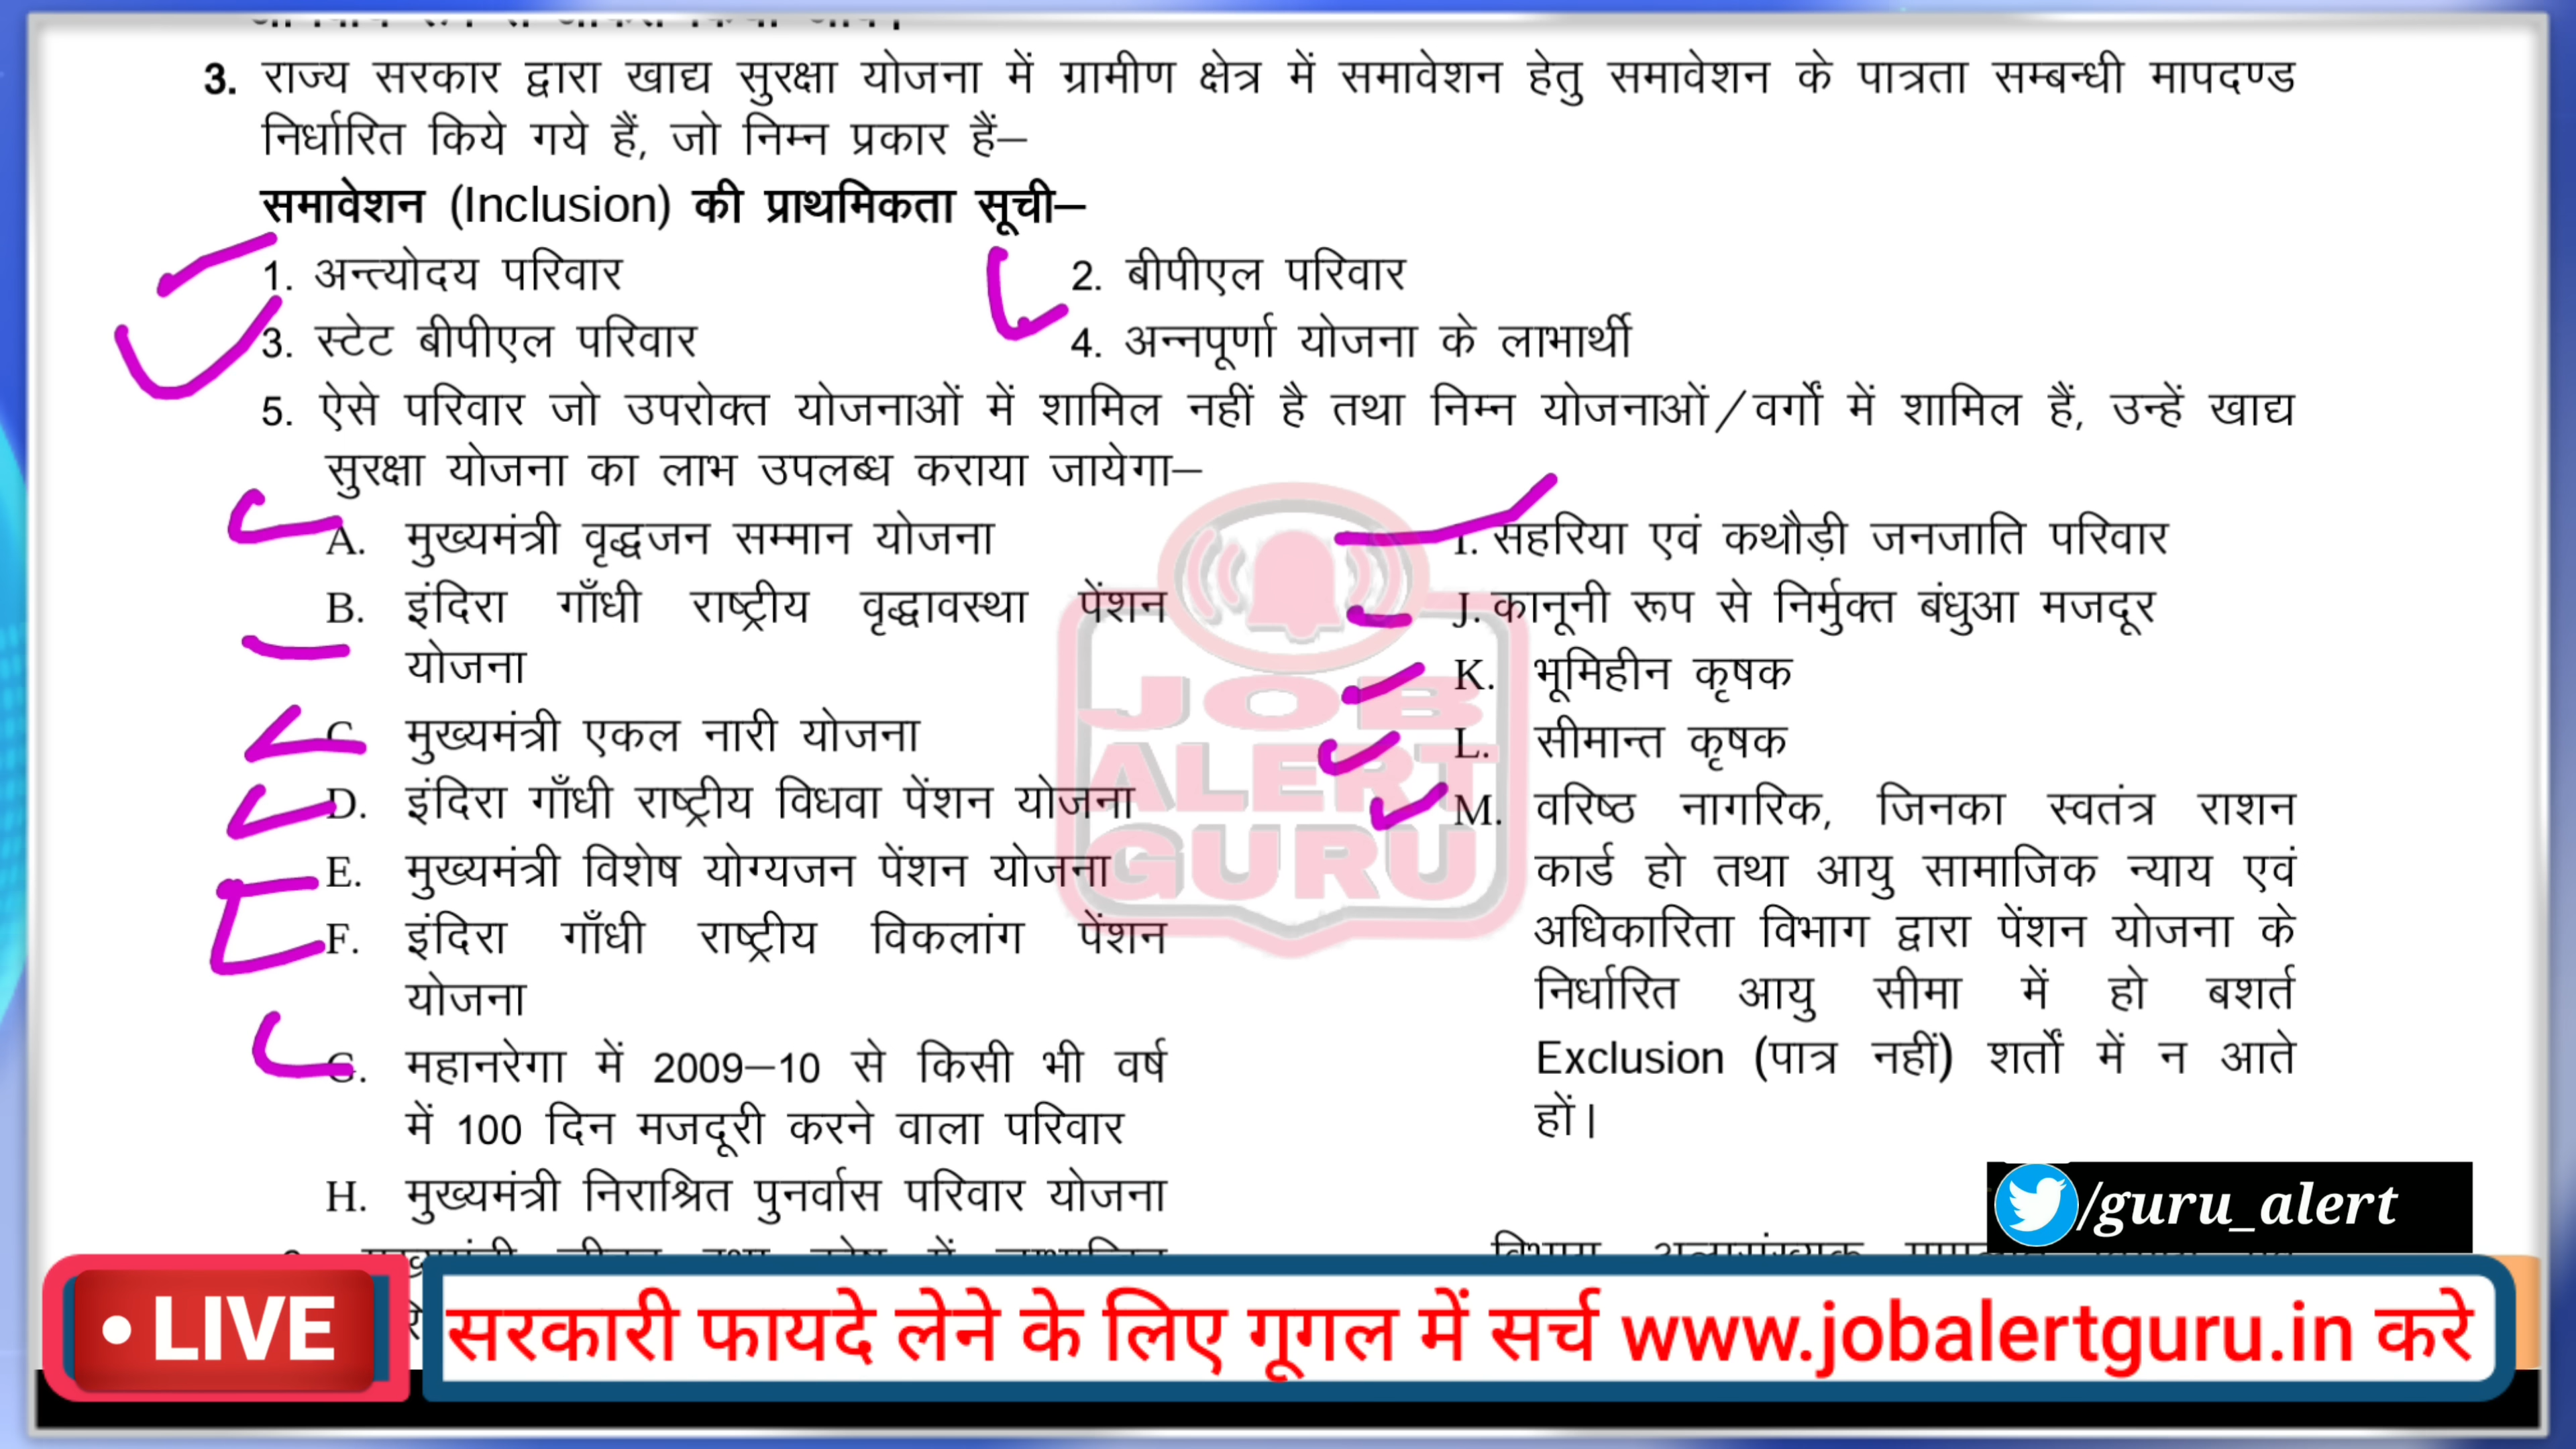 3. राज्य सरकार द्वारा खाद्य सुरक्षा योजना में ग्रामीण क्षेत्र में समावेशन हेतु समावेशन के पात्रता सम्बन्धी मापदण्ड
निर्धारित किये गये हैं, जो निम्न प्रकार हैं—
समावेशन (Inclusion) की प्राथमिकता सूची—
1. अन्त्योदय परिवार
2. बीपीएल परिवार
3. स्टेट बीपीएल परिवार
4. अन्नपूर्णा योजना के लाभार्थी
5. ऐसे परिवार जो उपरोक्त योजनाओं में शामिल नहीं है तथा निम्न योजनाओं/वर्गों में शामिल हैं, उन्हें खाद्य
सुरक्षा योजना का लाभ उपलब्ध कराया जायेगा—
A. मुख्यमंत्री वृद्धजन सम्मान योजना
B. इंदिरा गाँधी राष्ट्रीय वृद्धावस्था पेंशन
योजना
C. मुख्यमंत्री एकल नारी योजना
D. इंदिरा गाँधी राष्ट्रीय विधवा पेंशन योजना
E. मुख्यमंत्री विशेष योग्यजन पेंशन योजना
F. इंदिरा गाँधी राष्ट्रीय विकलांग पेंशन
योजना
G. महानरेगा में 2009–10 से किसी भी वर्ष
में 100 दिन मजदूरी करने वाला परिवार
H. मुख्यमंत्री निराश्रित पुनर्वास परिवार योजना
I. सहरिया एवं कथौड़ी जनजाति परिवार
J. कानूनी रूप से निर्मुक्त बंधुआ मजदूर
K. भूमिहीन कृषक
L. सीमान्त कृषक
M. वरिष्ठ नागरिक, जिनका स्वतंत्र राशन
कार्ड हो तथा आयु सामाजिक न्याय एवं
अधिकारिता विभाग द्वारा पेंशन योजना के
निर्धारित आयु सीमा में हो बशर्त
Exclusion (पात्र नहीं) शर्तों में न आते
हों।
JOB
ALERT
GURU
/guru_alert
• LIVE
सरकारी फायदे लेने के लिए गूगल में सर्च www.jobalertguru.in करे